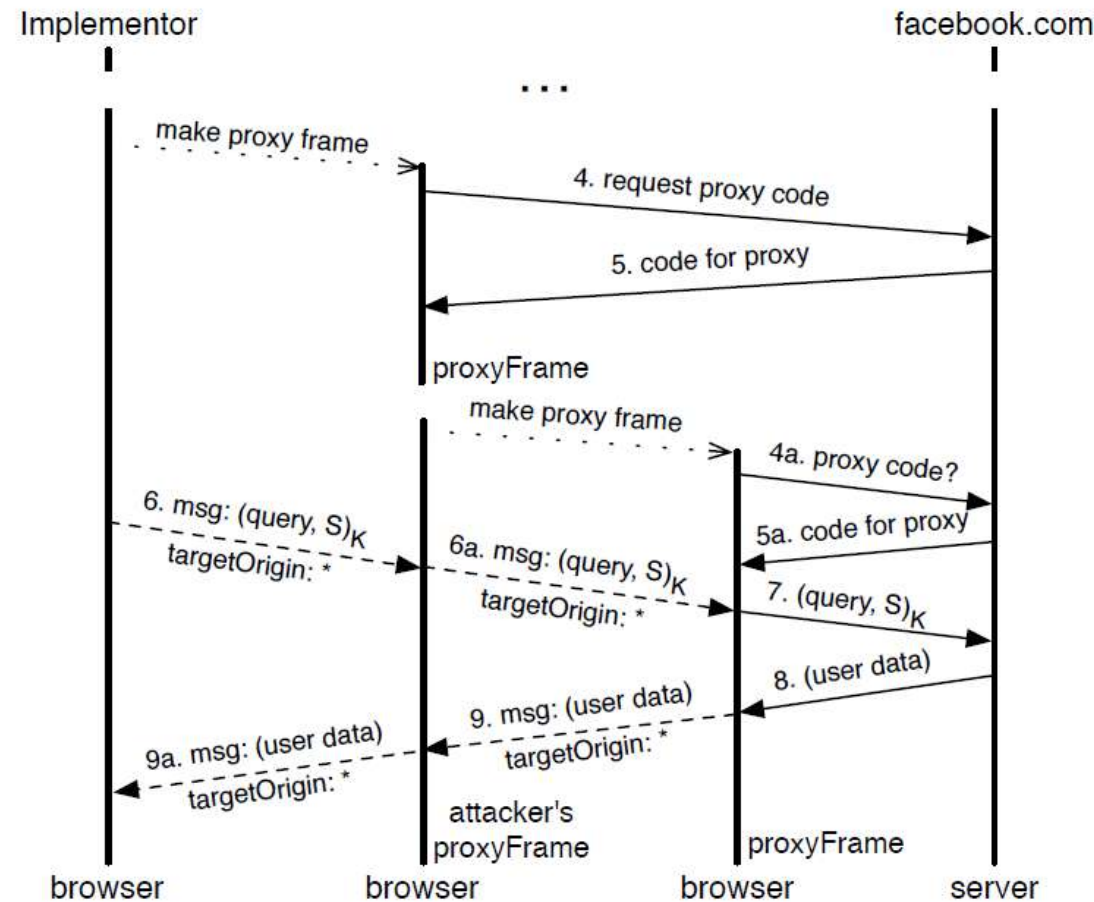 Implementor
facebook.com
...
make proxy frame
4. request proxy code
5. code for proxy
proxyFrame
make proxy frame
4a. proxy code?
5a. code for proxy
6. msg: (query, S)K
targetOrigin: *
6a. msg: (query, S)K
targetOrigin: *
7. (query, S)K
8. (user data)
9. msg: (user data)
targetOrigin: *
9a. msg: (user data)
targetOrigin: *
attacker's
proxyFrame
proxyFrame
browser
browser
browser
server